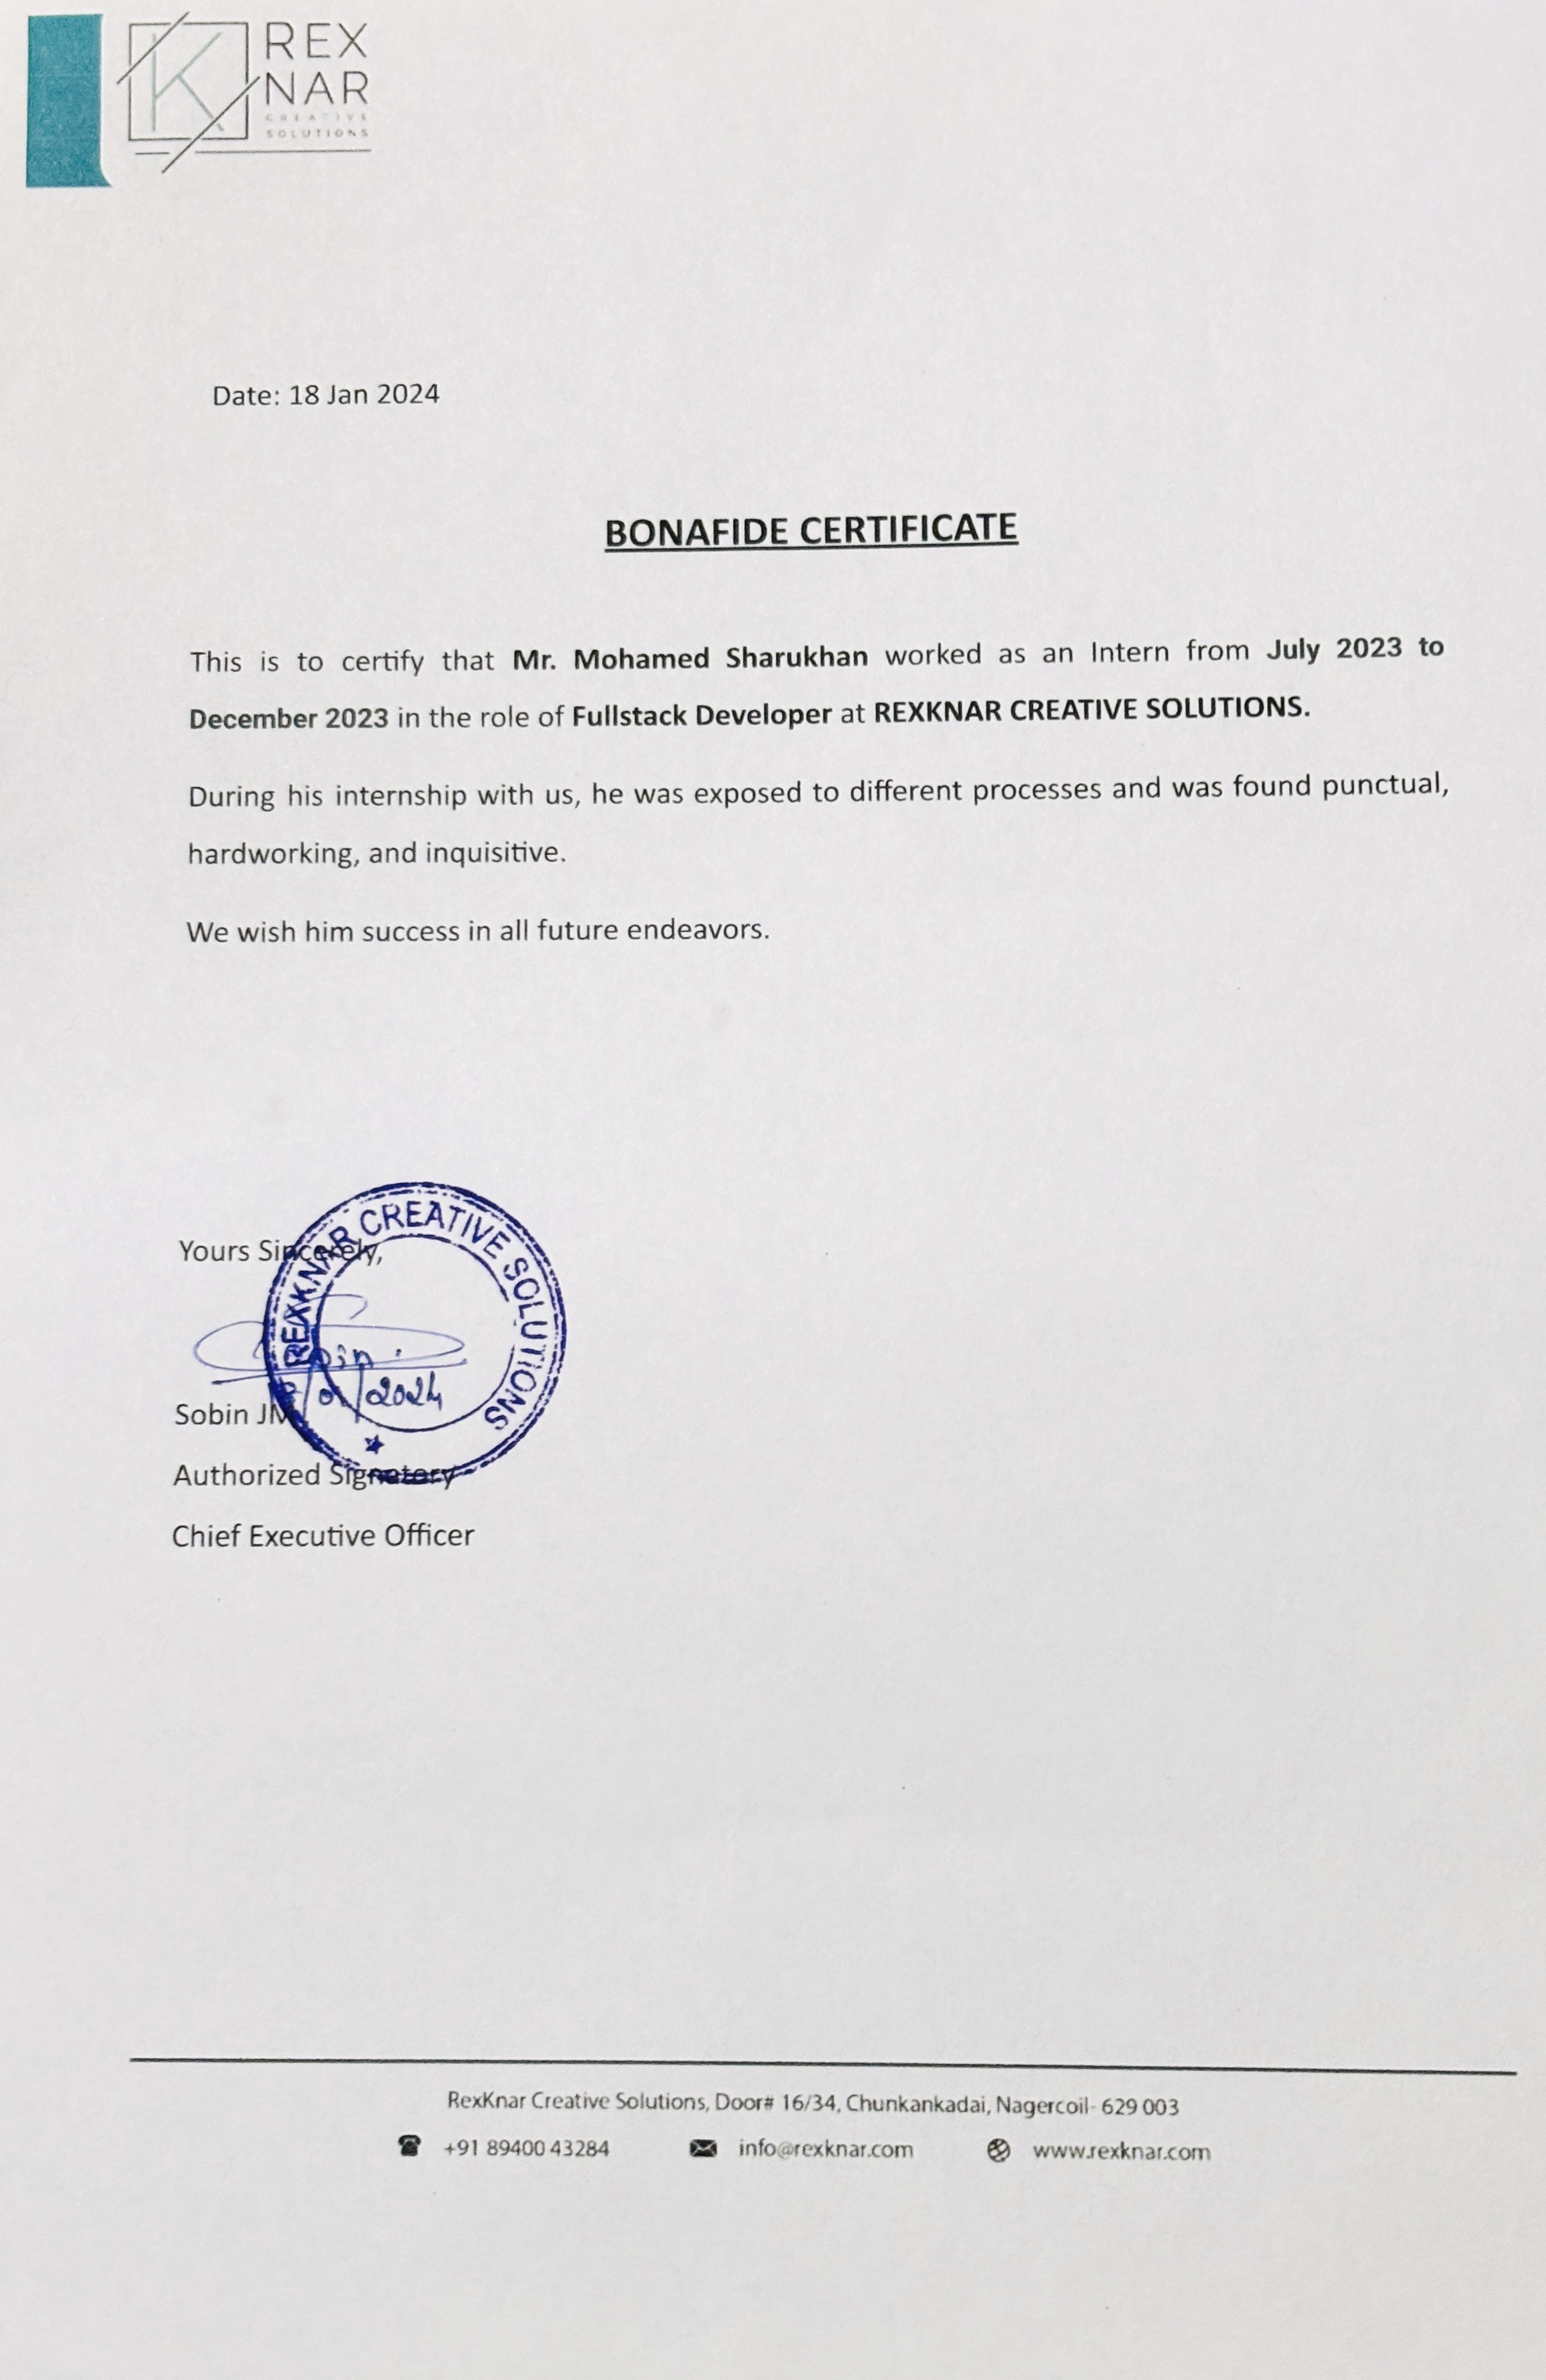 REX
NAR
CREATIVE
SOLUTIONS
Date: 18 Jan 2024
BONAFIDE CERTIFICATE
This is to certify that Mr. Mohamed Sharukhan worked as an Intern from July 2023 to
December 2023 in the role of Fullstack Developer at REXKNAR CREATIVE SOLUTIONS.
During his internship with us, he was exposed to different processes and was found punctual,
hardworking, and inquisitive.
We wish him success in all future endeavors.
Yours Sincerely,
REXKNAR CREATIVE SOLUTIONS
2024
Sobin JM
Authorized Signatory
Chief Executive Officer
RexKnar Creative Solutions, Door# 16/34, Chunkankadai, Nagercoil- 629 003
+91 89400 43284 info@rexknar.com www.rexknar.com